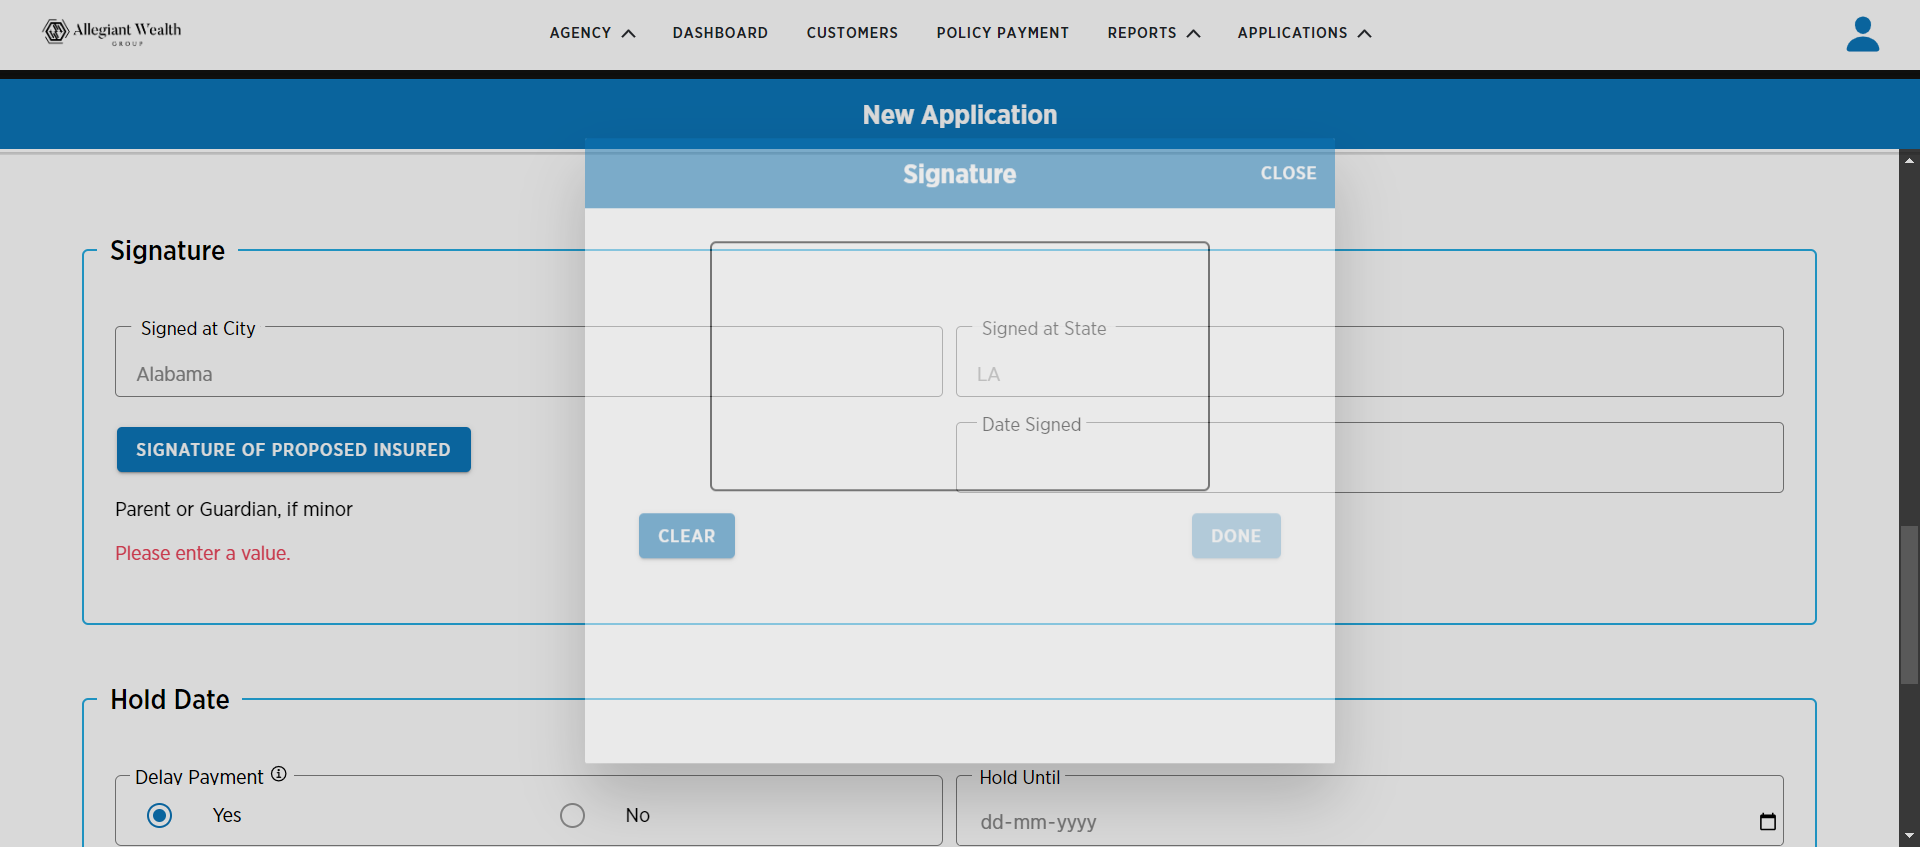 Allegiant Wealth
GROUP
AGENCY
DASHBOARD
CUSTOMERS
POLICY PAYMENT
REPORTS
APPLICATIONS
New Application
Signature
CLOSE
Signature
Signed at City
Alabama
Signed at State
LA
SIGNATURE OF PROPOSED INSURED
Date Signed
Parent or Guardian, if minor
Please enter a value.
CLEAR
DONE
Hold Date
Delay Payment
Yes
No
Hold Until
dd-mm-yyyy